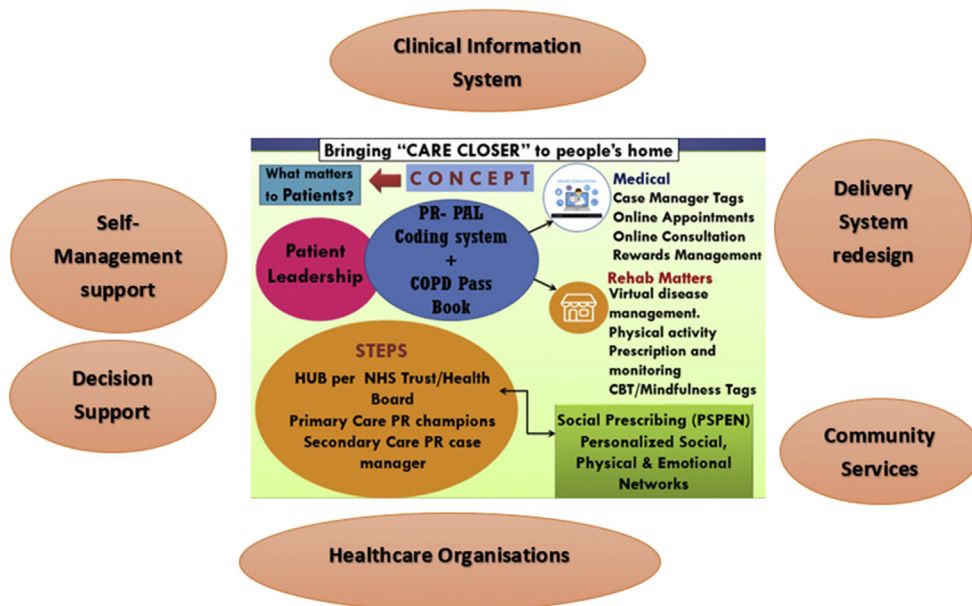 Clinical Information
System
Self-
Management
support
Decision
Support
Bringing “CARE CLOSER” to people’s home
What matters
to Patients?
CONCEPT
PR- PAL
Coding system
+
COPD Pass
Book
Patient
Leadership
Medical
Case Manager Tags
Online Appointments
Online Consultation
Rewards Management
Rehab Matters
Virtual disease
management.
Physical activity
Prescription and
monitoring
CBT/Mindfulness Tags
STEPS
HUB per NHS Trust/Health
Board
Primary Care PR champions
Secondary Care PR case
manager
Social Prescribing (PSPEN)
Personalized Social,
Physical & Emotional
Networks
Delivery
System
redesign
Community
Services
Healthcare Organisations